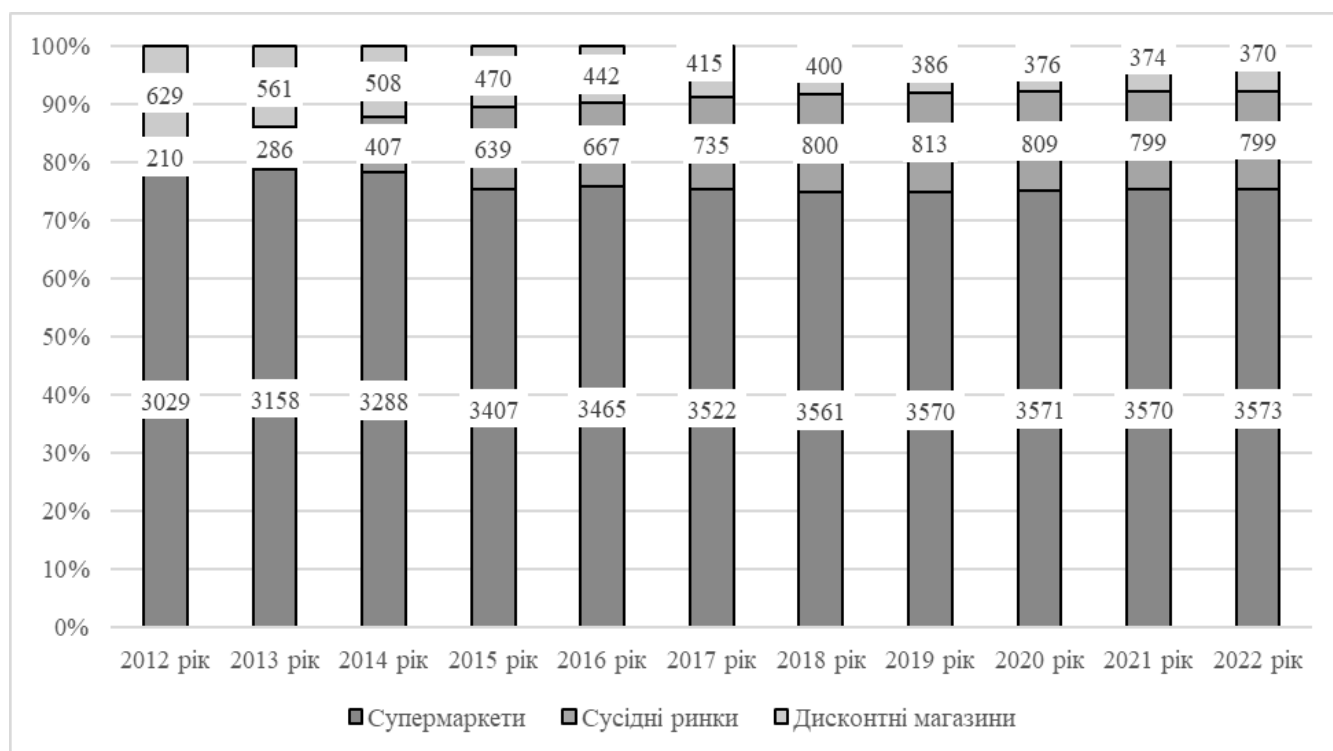 100%
90%
80%
70%
60%
50%
40%
30%
20%
10%
0%
629 561 508 470 442 415 400 386 376 374 370
210 286 407 639 667 735 800 813 809 799 799
3029 3158 3288 3407 3465 3522 3561 3570 3571 3570 3573
2012 рік 2013 рік 2014 рік 2015 рік 2016 рік 2017 рік 2018 рік 2019 рік 2020 рік 2021 рік 2022 рік
Супермаркети Сусідні ринки Дисконтні магазини